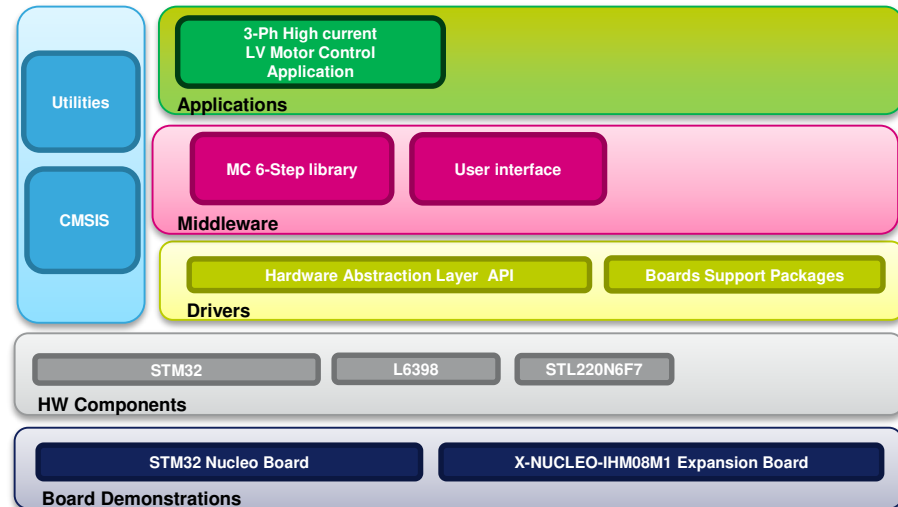 3-Ph High current
LV Motor Control
Application
Utilities
Applications
MC 6-Step library
User interface
CMSIS
Middleware
Hardware Abstraction Layer API
Boards Support Packages
Drivers
STM32
L6398
STL220N6F7
HW Components
STM32 Nucleo Board
X-NUCLEO-IHM08M1 Expansion Board
Board Demonstrations